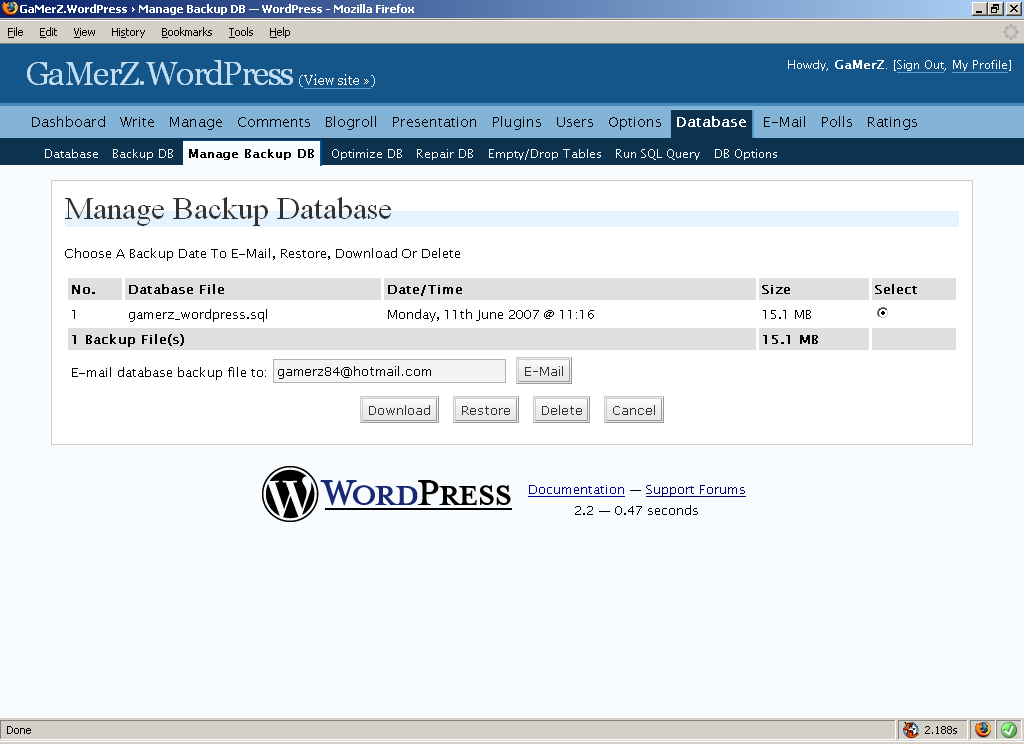 GaMerZ.WordPress › Manage Backup DB — WordPress - Mozilla Firefox
File Edit View History Bookmarks Tools Help
GaMerZ.WordPress (View site »)
Howdy, GaMerZ. [Sign Out, My Profile]
Dashboard Write Manage Comments Blogroll Presentation Plugins Users Options Database E-Mail Polls Ratings
Database Backup DB Manage Backup DB Optimize DB Repair DB Empty/Drop Tables Run SQL Query DB Options
Manage Backup Database
Choose A Backup Date To E-Mail, Restore, Download Or Delete
No. Database File Date/Time Size Select
1 gamerz_wordpress.sql Monday, 11th June 2007 @ 11:16 15.1 MB
1 Backup File(s) 15.1 MB
E-mail database backup file to: gamerz84@hotmail.com E-Mail
Download Restore Delete Cancel
WORDPRESS
Documentation — Support Forums
2.2 — 0.47 seconds
Done 2.188s